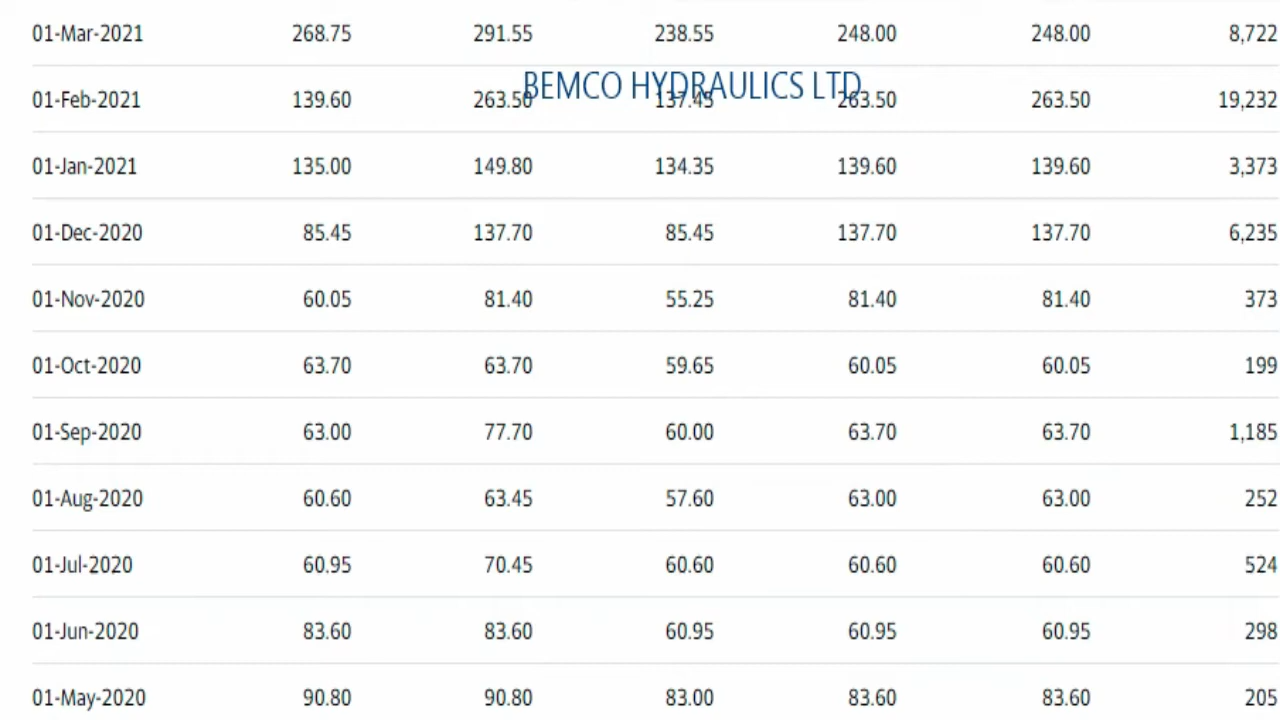 01-Mar-2021 268.75 291.55 238.55 248.00 248.00 8,722
BEMCO HYDRAULICS LTD
01-Feb-2021 139.60 263.50 137.45 263.50 263.50 19,232
01-Jan-2021 135.00 149.80 134.35 139.60 139.60 3,373
01-Dec-2020 85.45 137.70 85.45 137.70 137.70 6,235
01-Nov-2020 60.05 81.40 55.25 81.40 81.40 373
01-Oct-2020 63.70 63.70 59.65 60.05 60.05 199
01-Sep-2020 63.00 77.70 60.00 63.70 63.70 1,185
01-Aug-2020 60.60 63.45 57.60 63.00 63.00 252
01-Jul-2020 60.95 70.45 60.60 60.60 60.60 524
01-Jun-2020 83.60 83.60 60.95 60.95 60.95 298
01-May-2020 90.80 90.80 83.00 83.60 83.60 205